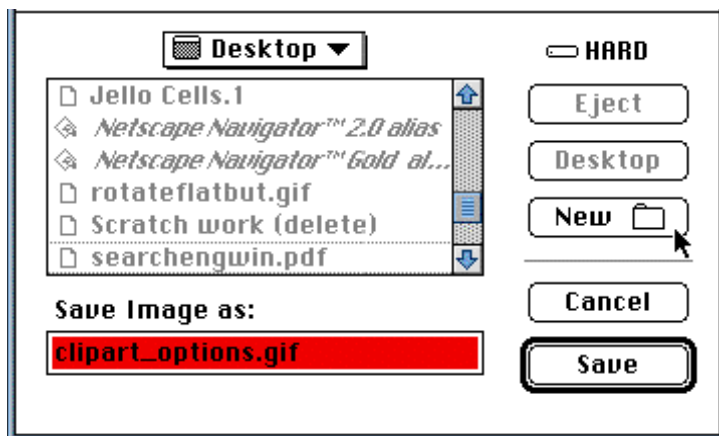 Desktop
HARD
Jello Cells.1
Netscape Navigator™ 2.0 alias
Netscape Navigator™ Gold al...
rotateflatbut.gif
Scratch work (delete)
searchengwin.pdf
Eject
Desktop
New
Save Image as:
clipart_options.gif
Cancel
Save